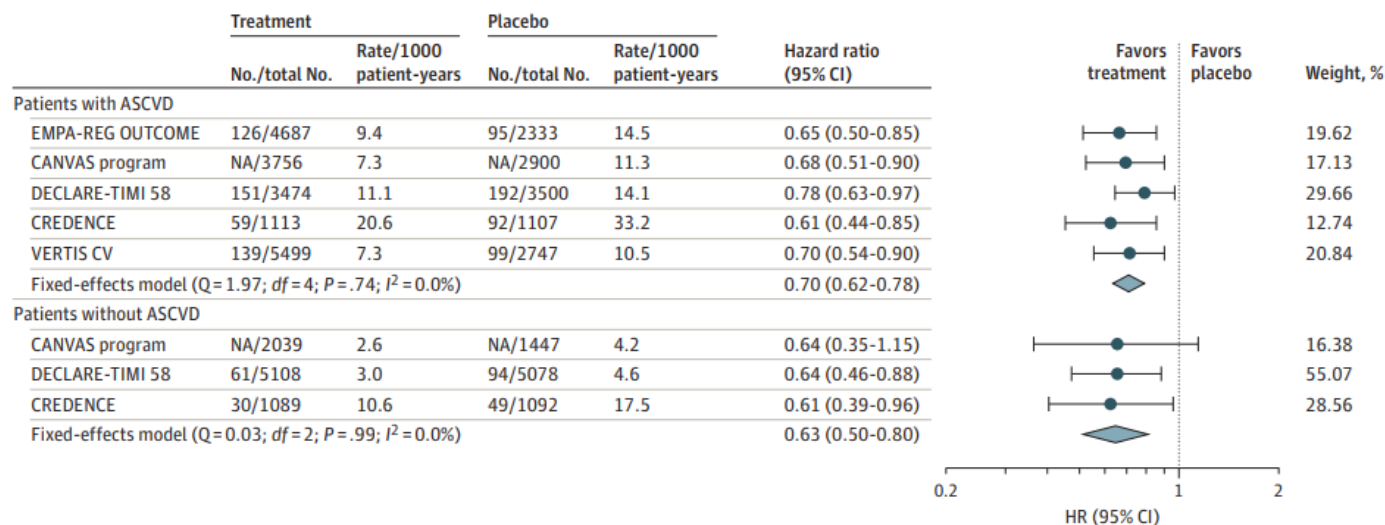 Treatment Placebo
No./total No. Rate/1000 patient-years No./total No. Rate/1000 patient-years Hazard ratio (95% CI) Favors treatment Favors placebo Weight, %
Patients with ASCVD
EMPA-REG OUTCOME 126/4687 9.4 95/2333 14.5 0.65 (0.50-0.85) 19.62
CANVAS program NA/3756 7.3 NA/2900 11.3 0.68 (0.51-0.90) 17.13
DECLARE-TIMI 58 151/3474 11.1 192/3500 14.1 0.78 (0.63-0.97) 29.66
CREDENCE 59/1113 20.6 92/1107 33.2 0.61 (0.44-0.85) 12.74
VERTIS CV 139/5499 7.3 99/2747 10.5 0.70 (0.54-0.90) 20.84
Fixed-effects model (Q = 1.97; df = 4; P = .74; I² = 0.0%) 0.70 (0.62-0.78)
Patients without ASCVD
CANVAS program NA/2039 2.6 NA/1447 4.2 0.64 (0.35-1.15) 16.38
DECLARE-TIMI 58 61/5108 3.0 94/5078 4.6 0.64 (0.46-0.88) 55.07
CREDENCE 30/1089 10.6 49/1092 17.5 0.61 (0.39-0.96) 28.56
Fixed-effects model (Q = 0.03; df = 2; P = .99; I² = 0.0%) 0.63 (0.50-0.80)
0.2 1 2
HR (95% CI)